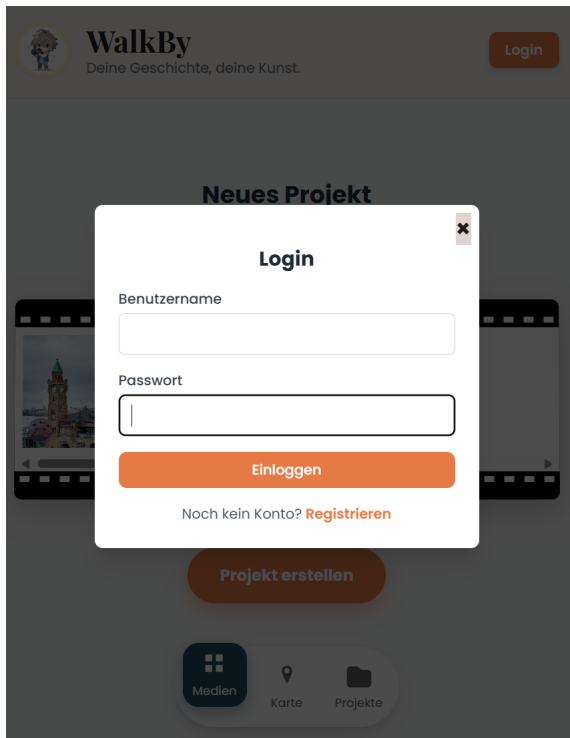 WalkBy
Deine Geschichte, deine Kunst.
Login
Neues Projekt
Login
Benutzername
Passwort
Einloggen
Noch kein Konto? Registrieren
Projekt erstellen
Medien
Karte
Projekte